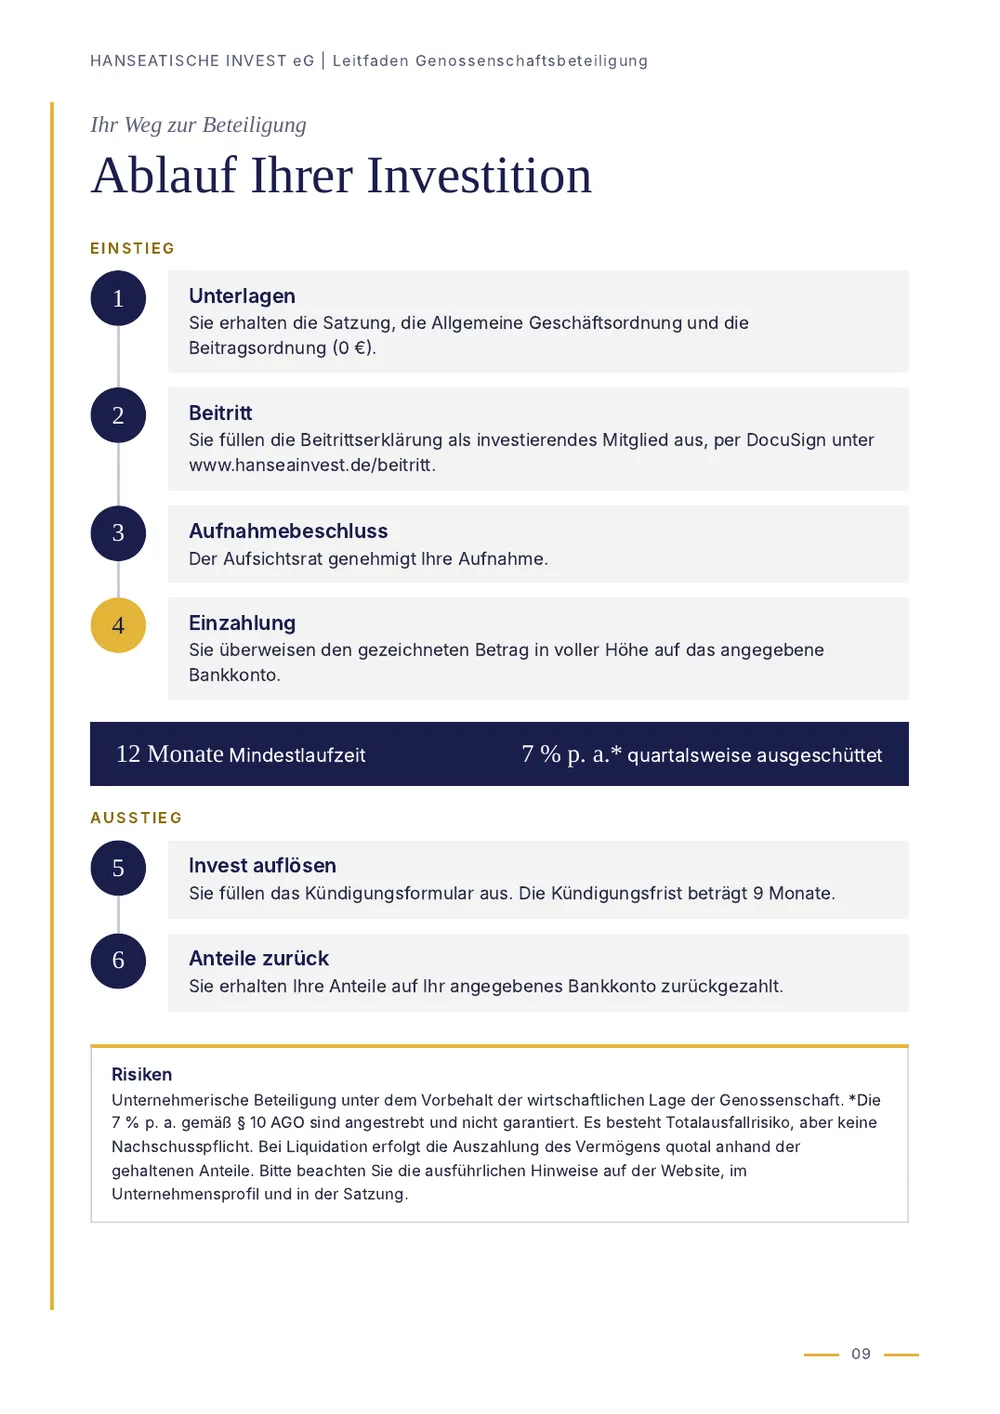 HANSEATISCHE INVEST eG | Leitfaden Genossenschaftsbeteiligung
Ihr Weg zur Beteiligung
Ablauf Ihrer Investition
EINSTIEG
1
Unterlagen
Sie erhalten die Satzung, die Allgemeine Geschäftsordnung und die
Beitragsordnung (0 €).
2
Beitritt
Sie füllen die Beitrittserklärung als investierendes Mitglied aus, per DocuSign unter
www.hanseainvest.de/beitritt.
3
Aufnahmebeschluss
Der Aufsichtsrat genehmigt Ihre Aufnahme.
4
Einzahlung
Sie überweisen den gezeichneten Betrag in voller Höhe auf das angegebene
Bankkonto.
12 Monate Mindestlaufzeit 7 % p. a.* quartalsweise ausgeschüttet
AUSSTIEG
5
Invest auflösen
Sie füllen das Kündigungsformular aus. Die Kündigungsfrist beträgt 9 Monate.
6
Anteile zurück
Sie erhalten Ihre Anteile auf Ihr angegebenes Bankkonto zurückgezahlt.
Risiken
Unternehmerische Beteiligung unter dem Vorbehalt der wirtschaftlichen Lage der Genossenschaft. *Die
7 % p. a. gemäß § 10 AGO sind angestrebt und nicht garantiert. Es besteht Totalausfallrisiko, aber keine
Nachschusspflicht. Bei Liquidation erfolgt die Auszahlung des Vermögens quotal anhand der
gehaltenen Anteile. Bitte beachten Sie die ausführlichen Hinweise auf der Website, im
Unternehmensprofil und in der Satzung.
09